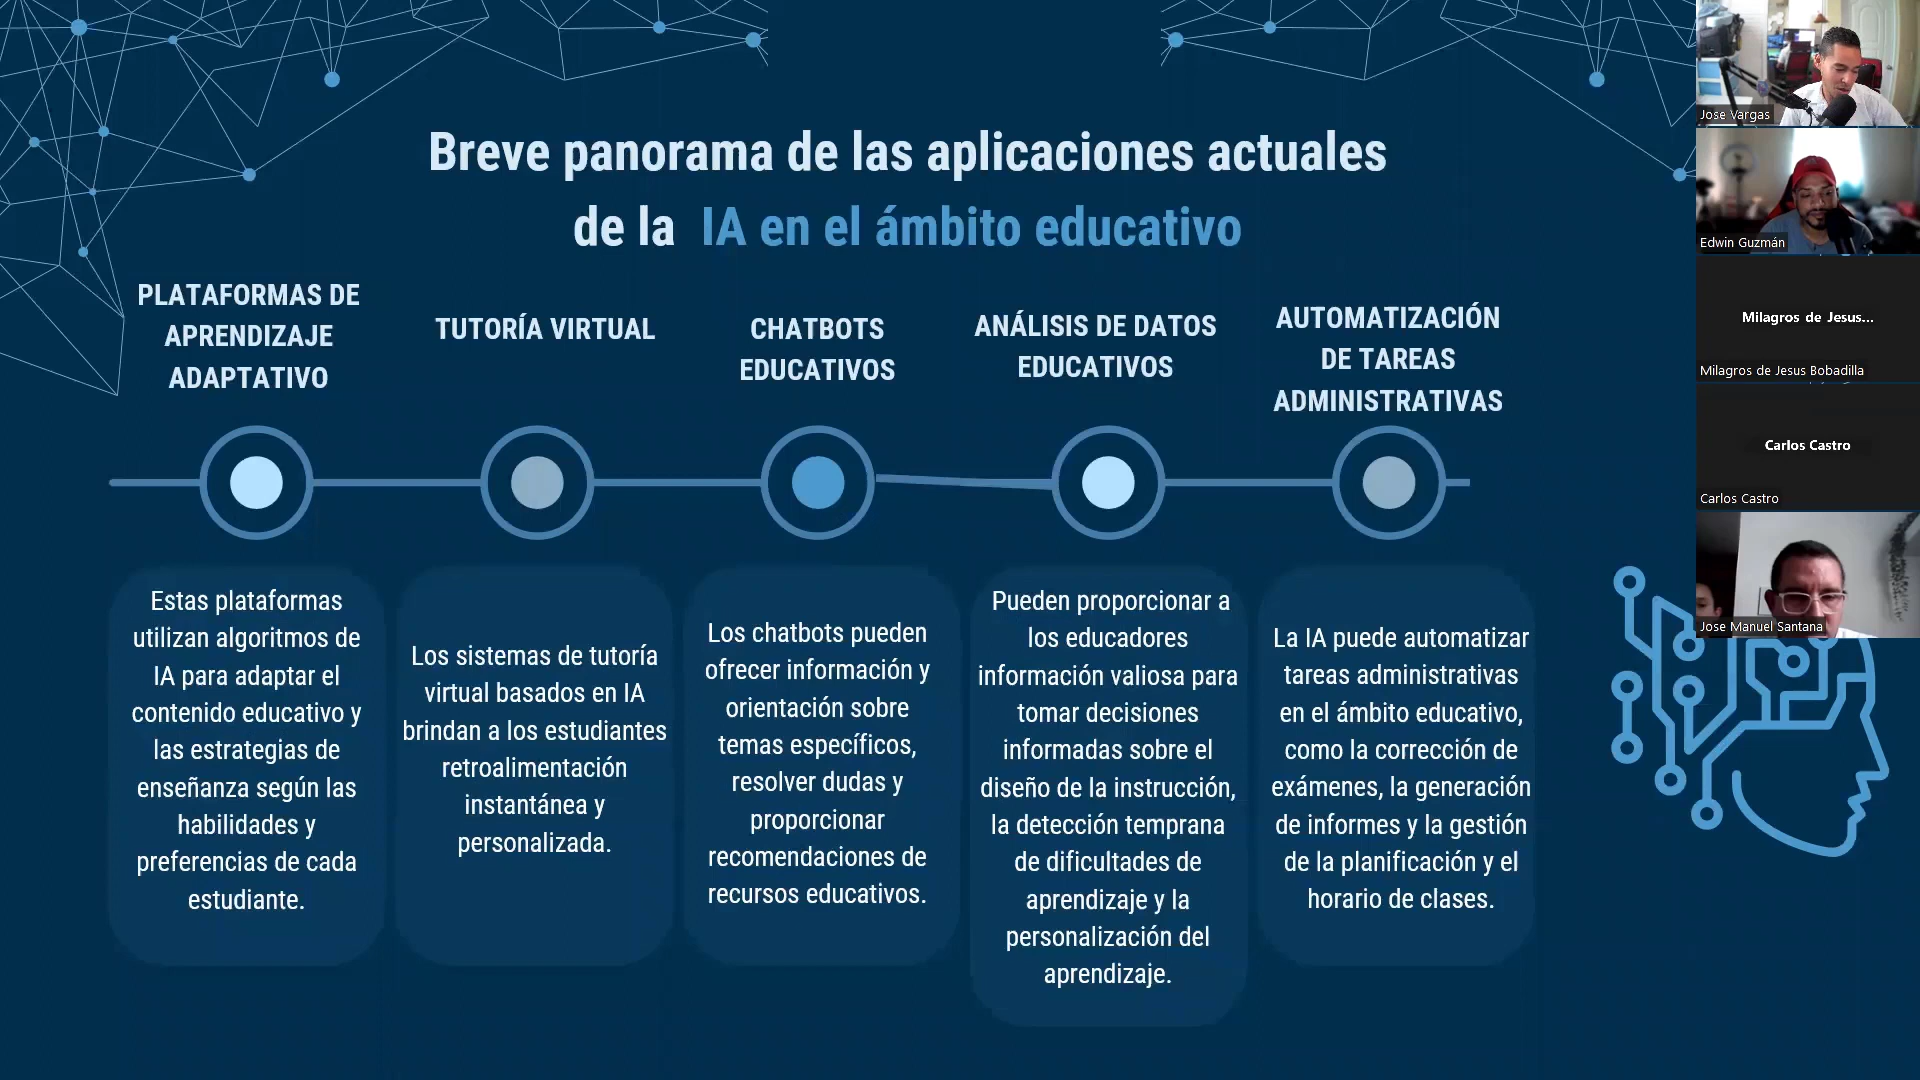 Breve panorama de las aplicaciones actuales
de la IA en el ámbito educativo
PLATAFORMAS DE
APRENDIZAJE
ADAPTATIVO
Estas plataformas
utilizan algoritmos de
IA para adaptar el
contenido educativo y
las estrategias de
enseñanza según las
habilidades y
preferencias de cada
estudiante.
TUTORÍA VIRTUAL
Los sistemas de tutoría
virtual basados en IA
brindan a los estudiantes
retroalimentación
instantánea y
personalizada.
CHATBOTS
EDUCATIVOS
Los chatbots pueden
ofrecer información y
orientación sobre
temas específicos,
resolver dudas y
proporcionar
recomendaciones de
recursos educativos.
ANÁLISIS DE DATOS
EDUCATIVOS
Pueden proporcionar a
los educadores
información valiosa para
tomar decisiones
informadas sobre el
diseño de la instrucción,
la detección temprana
de dificultades de
aprendizaje y la
personalización del
aprendizaje.
AUTOMATIZACIÓN
DE TAREAS
ADMINISTRATIVAS
La IA puede automatizar
tareas administrativas
en el ámbito educativo,
como la corrección de
exámenes, la generación
de informes y la gestión
de la planificación y el
horario de clases.
Jose Vargas
Edwin Guzmán
Milagros de Jesus...
Milagros de Jesus Bobadilla
Carlos Castro
Carlos Castro
Jose Manuel Santana